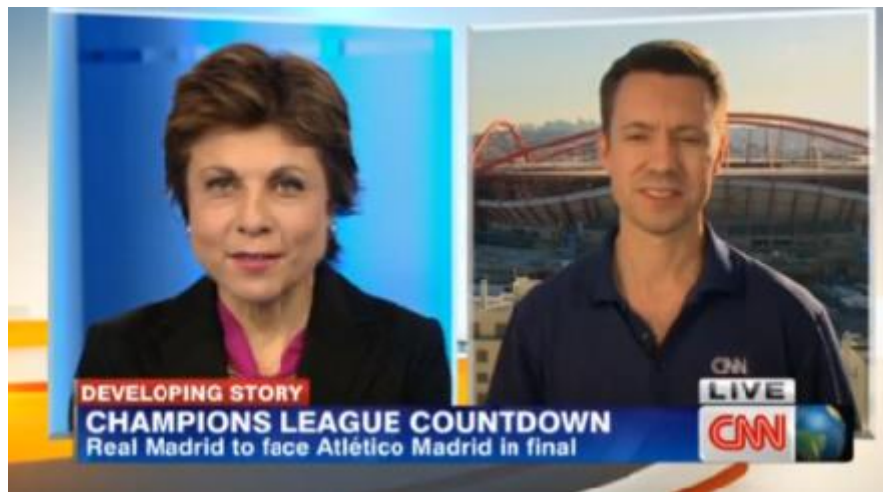 CNN
DEVELOPING STORY
LIVE
CHAMPIONS LEAGUE COUNTDOWN
Real Madrid to face Atlético Madrid in final
CNN